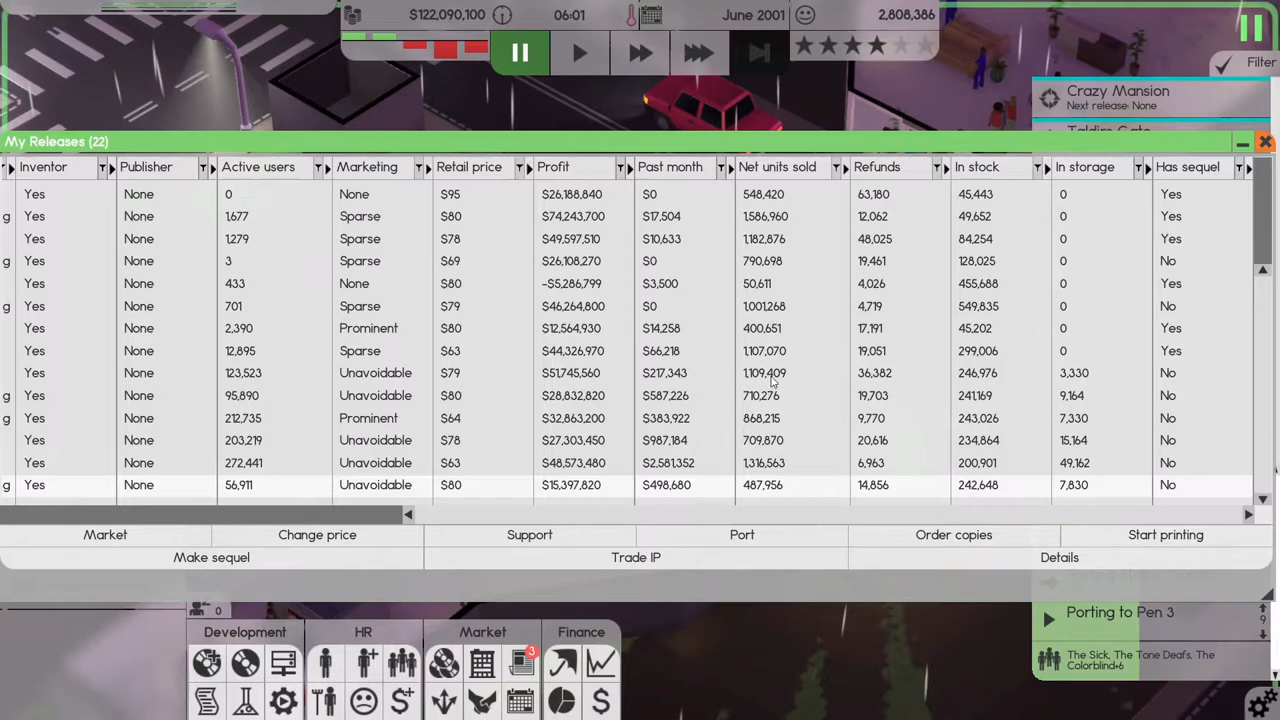 $122,090,100 06:01 June 2001 2,808,386
Filter
Crazy Mansion
Next release: None
My Releases (22)
Inventor Publisher Active users Marketing Retail price Profit Past month Net units sold Refunds In stock In storage Has sequel
Yes None 0 None $95 $26,188,840 $0 548,420 63,180 45,443 0 Yes
g Yes None 1,677 Sparse $80 $74,243,700 $17,504 1,586,960 12,062 49,652 0 Yes
Yes None 1,279 Sparse $78 $49,597,510 $10,633 1,182,876 48,025 84,254 0 Yes
g Yes None 3 Sparse $69 $26,108,270 $0 790,698 19,461 128,025 0 No
Yes None 433 None $80 -$5,286,799 $3,500 50,611 4,026 455,688 0 Yes
g Yes None 701 Sparse $79 $46,264,800 $0 1,001,268 4,719 549,835 0 No
Yes None 2,390 Prominent $80 $12,564,930 $14,258 400,651 17,191 45,202 0 Yes
Yes None 12,895 Sparse $63 $44,326,970 $66,218 1,107,070 19,051 299,006 0 Yes
Yes None 123,523 Unavoidable $79 $51,745,560 $217,343 1,109,409 36,382 246,976 3,330 No
g Yes None 95,890 Unavoidable $80 $28,832,820 $587,226 710,276 19,703 241,169 9,164 No
g Yes None 212,735 Prominent $64 $32,863,200 $383,922 868,215 9,770 243,026 7,330 No
Yes None 203,219 Unavoidable $78 $27,303,450 $987,184 709,870 20,616 234,864 15,164 No
Yes None 272,441 Unavoidable $63 $48,573,480 $2,581,352 1,316,563 6,963 200,901 49,162 No
g Yes None 56,911 Unavoidable $80 $15,397,820 $498,680 487,956 14,856 242,648 7,830 No
Market Change price Support Port Order copies Start printing
Make sequel Trade IP Details
0
Development HR Market Finance
3
Porting to Pen 3
9
The Sick, The Tone Deafs, The
Colorblind+6